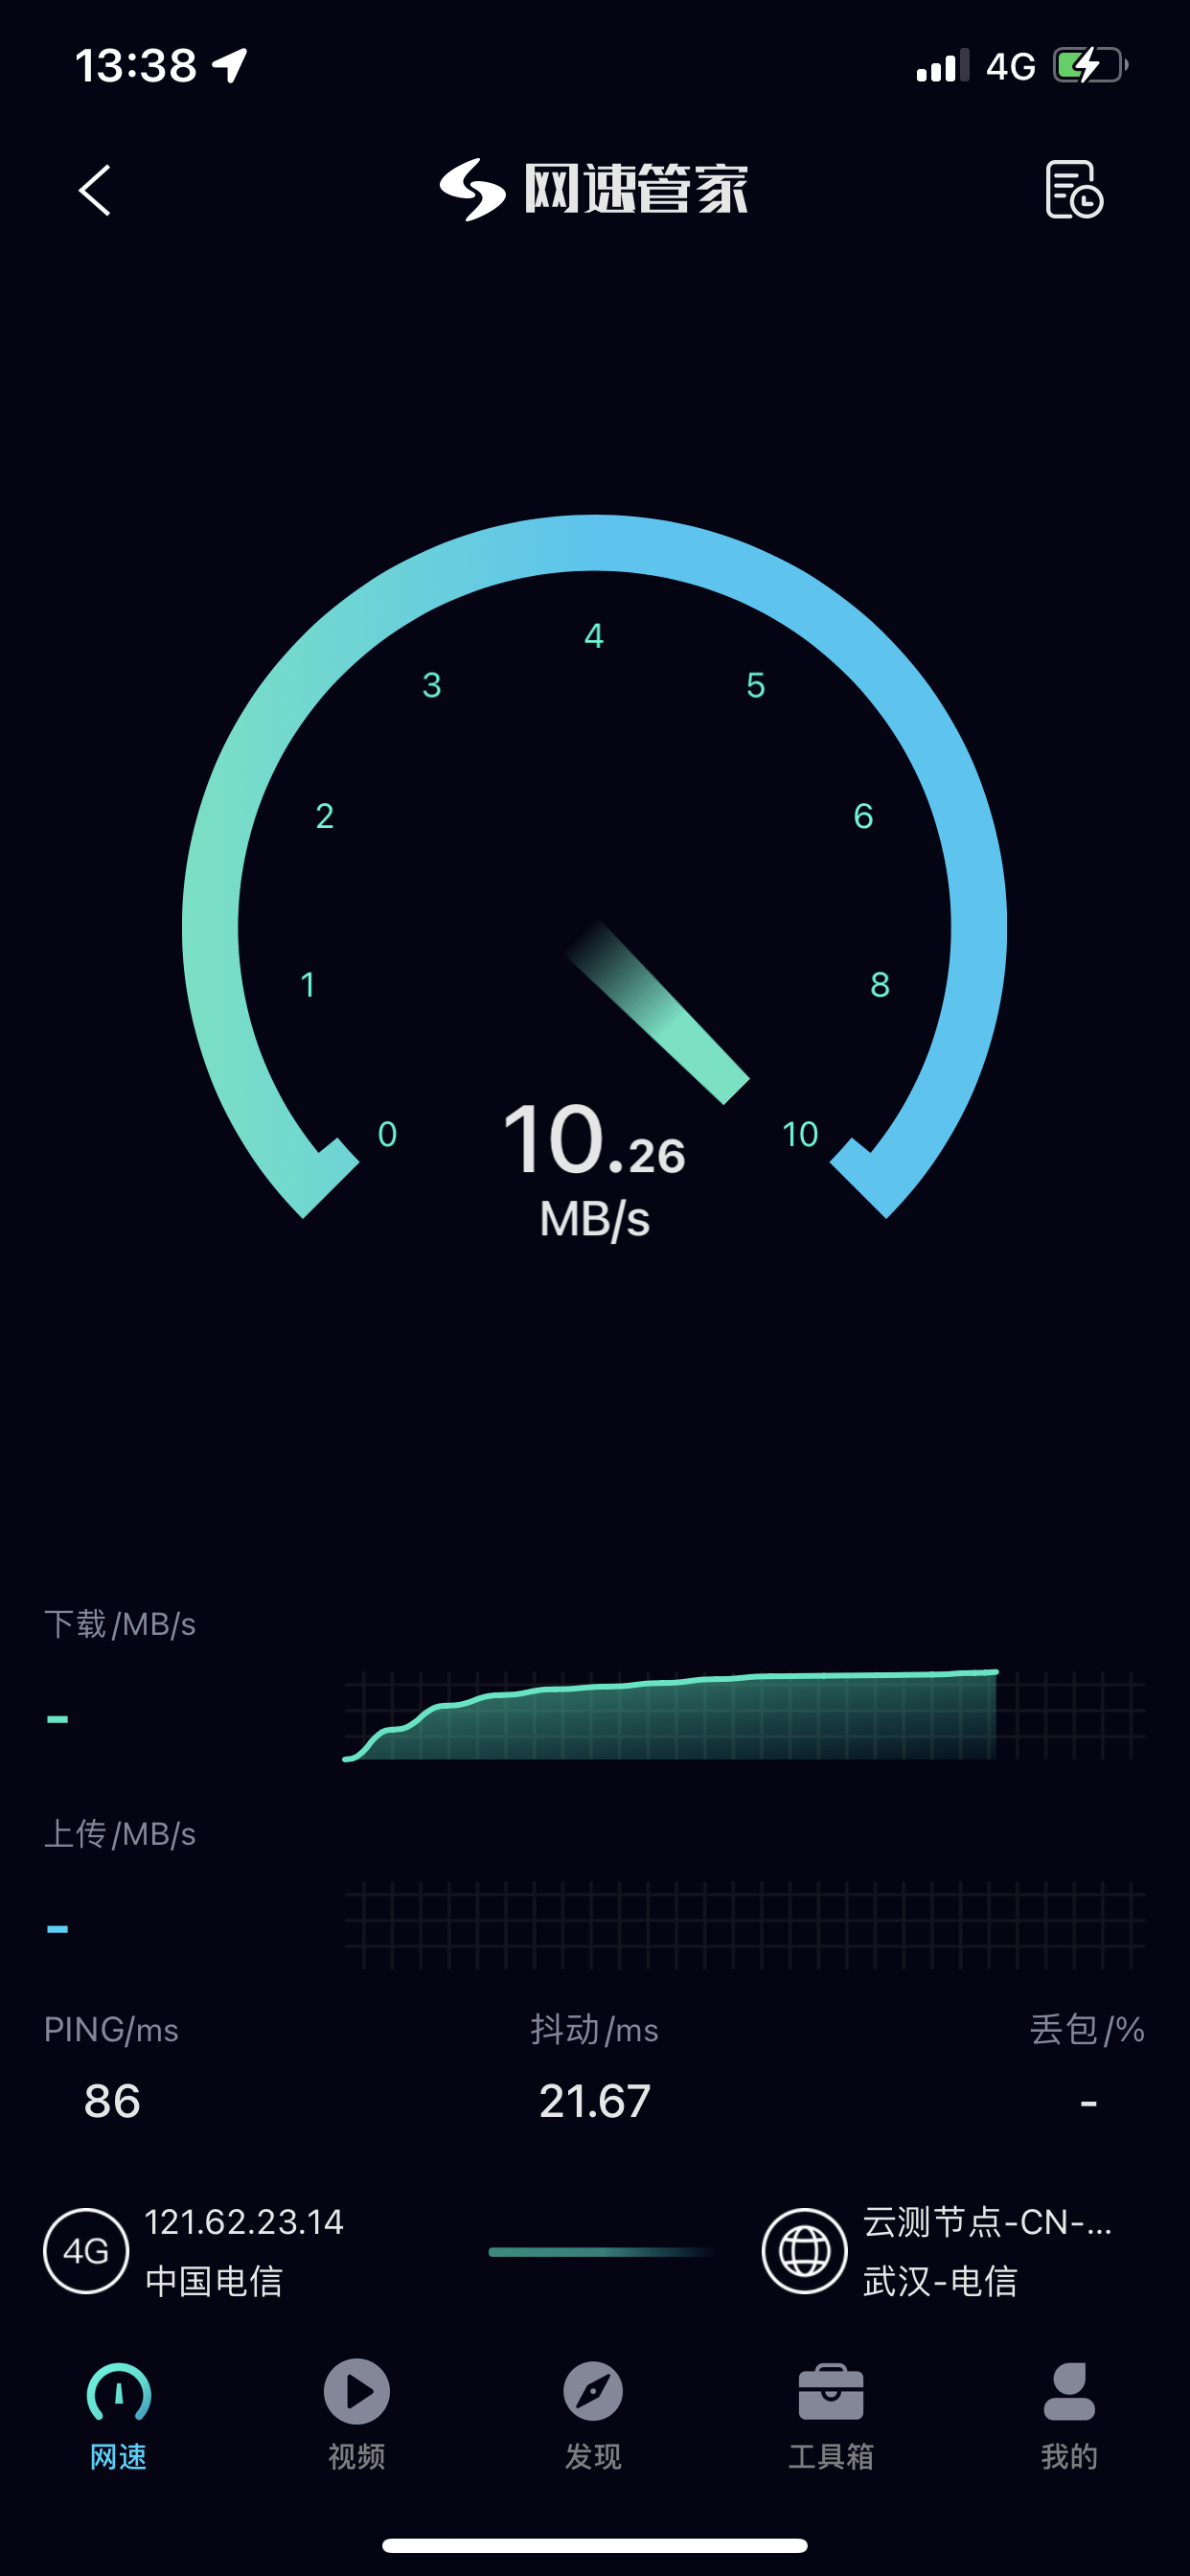 13:38
4G
网速管家
4
3
5
2
6
1
8
0
10
10.26
MB/s
下载/MB/s
-
上传/MB/s
-
PING/ms 抖动/ms 丢包/%
86 21.67 -
4G
121.62.23.14
中国电信
云测节点-CN-...
武汉-电信
网速 视频 发现 工具箱 我的